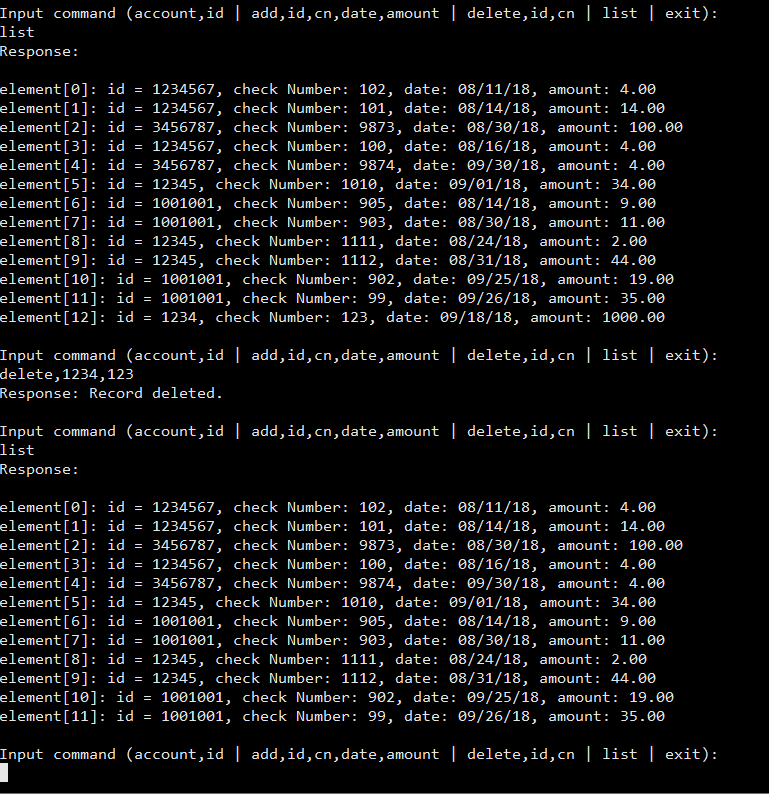 Input command (account,id | add,id,cn,date,amount | delete,id,cn | list | exit):
list
Response:
element[0]: id = 1234567, check Number: 102, date: 08/11/18, amount: 4.00
element[1]: id = 1234567, check Number: 101, date: 08/14/18, amount: 14.00
element[2]: id = 3456787, check Number: 9873, date: 08/30/18, amount: 100.00
element[3]: id = 1234567, check Number: 100, date: 08/16/18, amount: 4.00
element[4]: id = 3456787, check Number: 9874, date: 09/30/18, amount: 4.00
element[5]: id = 12345, check Number: 1010, date: 09/01/18, amount: 34.00
element[6]: id = 1001001, check Number: 905, date: 08/14/18, amount: 9.00
element[7]: id = 1001001, check Number: 903, date: 08/30/18, amount: 11.00
element[8]: id = 12345, check Number: 1111, date: 08/24/18, amount: 2.00
element[9]: id = 12345, check Number: 1112, date: 08/31/18, amount: 44.00
element[10]: id = 1001001, check Number: 902, date: 09/25/18, amount: 19.00
element[11]: id = 1001001, check Number: 99, date: 09/26/18, amount: 35.00
element[12]: id = 1234, check Number: 123, date: 09/18/18, amount: 1000.00
Input command (account,id | add,id,cn,date,amount | delete,id,cn | list | exit):
delete,1234,123
Response: Record deleted.
Input command (account,id | add,id,cn,date,amount | delete,id,cn | list | exit):
list
Response:
element[0]: id = 1234567, check Number: 102, date: 08/11/18, amount: 4.00
element[1]: id = 1234567, check Number: 101, date: 08/14/18, amount: 14.00
element[2]: id = 3456787, check Number: 9873, date: 08/30/18, amount: 100.00
element[3]: id = 1234567, check Number: 100, date: 08/16/18, amount: 4.00
element[4]: id = 3456787, check Number: 9874, date: 09/30/18, amount: 4.00
element[5]: id = 12345, check Number: 1010, date: 09/01/18, amount: 34.00
element[6]: id = 1001001, check Number: 905, date: 08/14/18, amount: 9.00
element[7]: id = 1001001, check Number: 903, date: 08/30/18, amount: 11.00
element[8]: id = 12345, check Number: 1111, date: 08/24/18, amount: 2.00
element[9]: id = 12345, check Number: 1112, date: 08/31/18, amount: 44.00
element[10]: id = 1001001, check Number: 902, date: 09/25/18, amount: 19.00
element[11]: id = 1001001, check Number: 99, date: 09/26/18, amount: 35.00
Input command (account,id | add,id,cn,date,amount | delete,id,cn | list | exit):